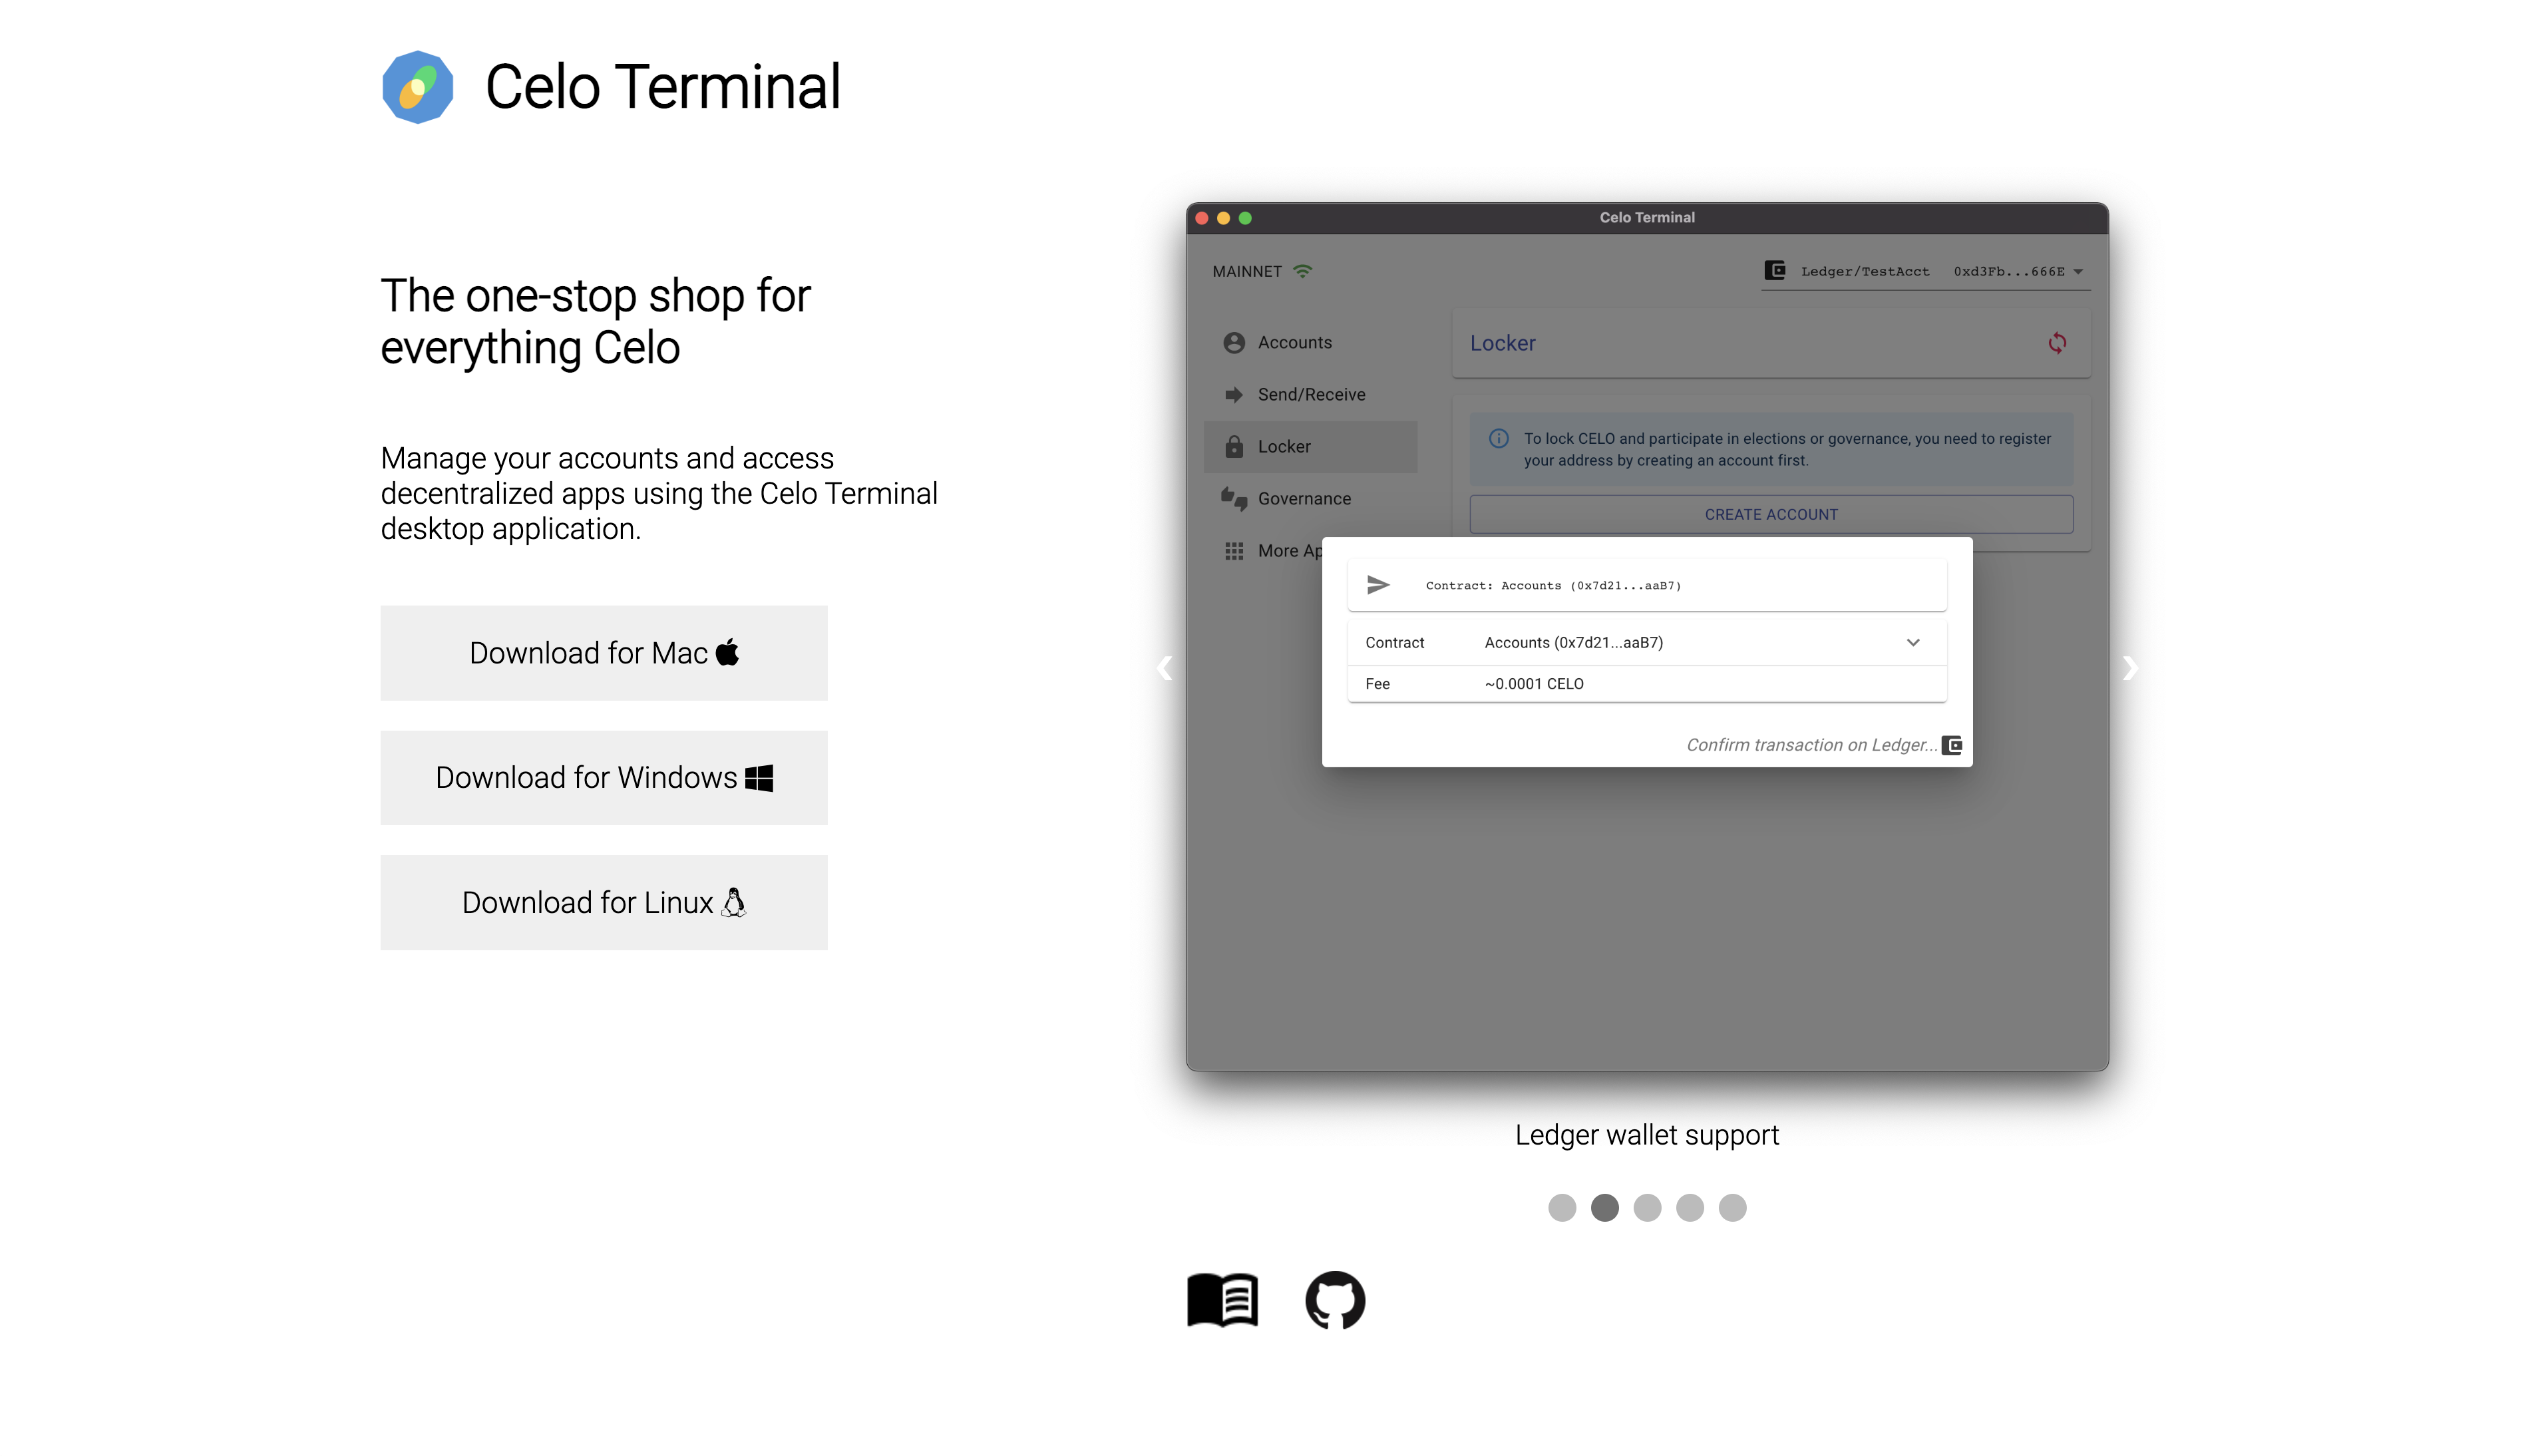 Celo Terminal
The one-stop shop for
everything Celo
Manage your accounts and access
decentralized apps using the Celo Terminal
desktop application.
Download for Mac
Download for Windows
Download for Linux
Celo Terminal
MAINNET
Ledger/TestAcct 0xd3Fb...666E
Accounts
Send/Receive
Locker
Governance
More Ap
Locker
To lock CELO and participate in elections or governance, you need to register
your address by creating an account first.
CREATE ACCOUNT
Contract: Accounts (0x7d21...aaB7)
Contract Accounts (0x7d21...aaB7)
Fee ~0.0001 CELO
Confirm transaction on Ledger...
Ledger wallet support